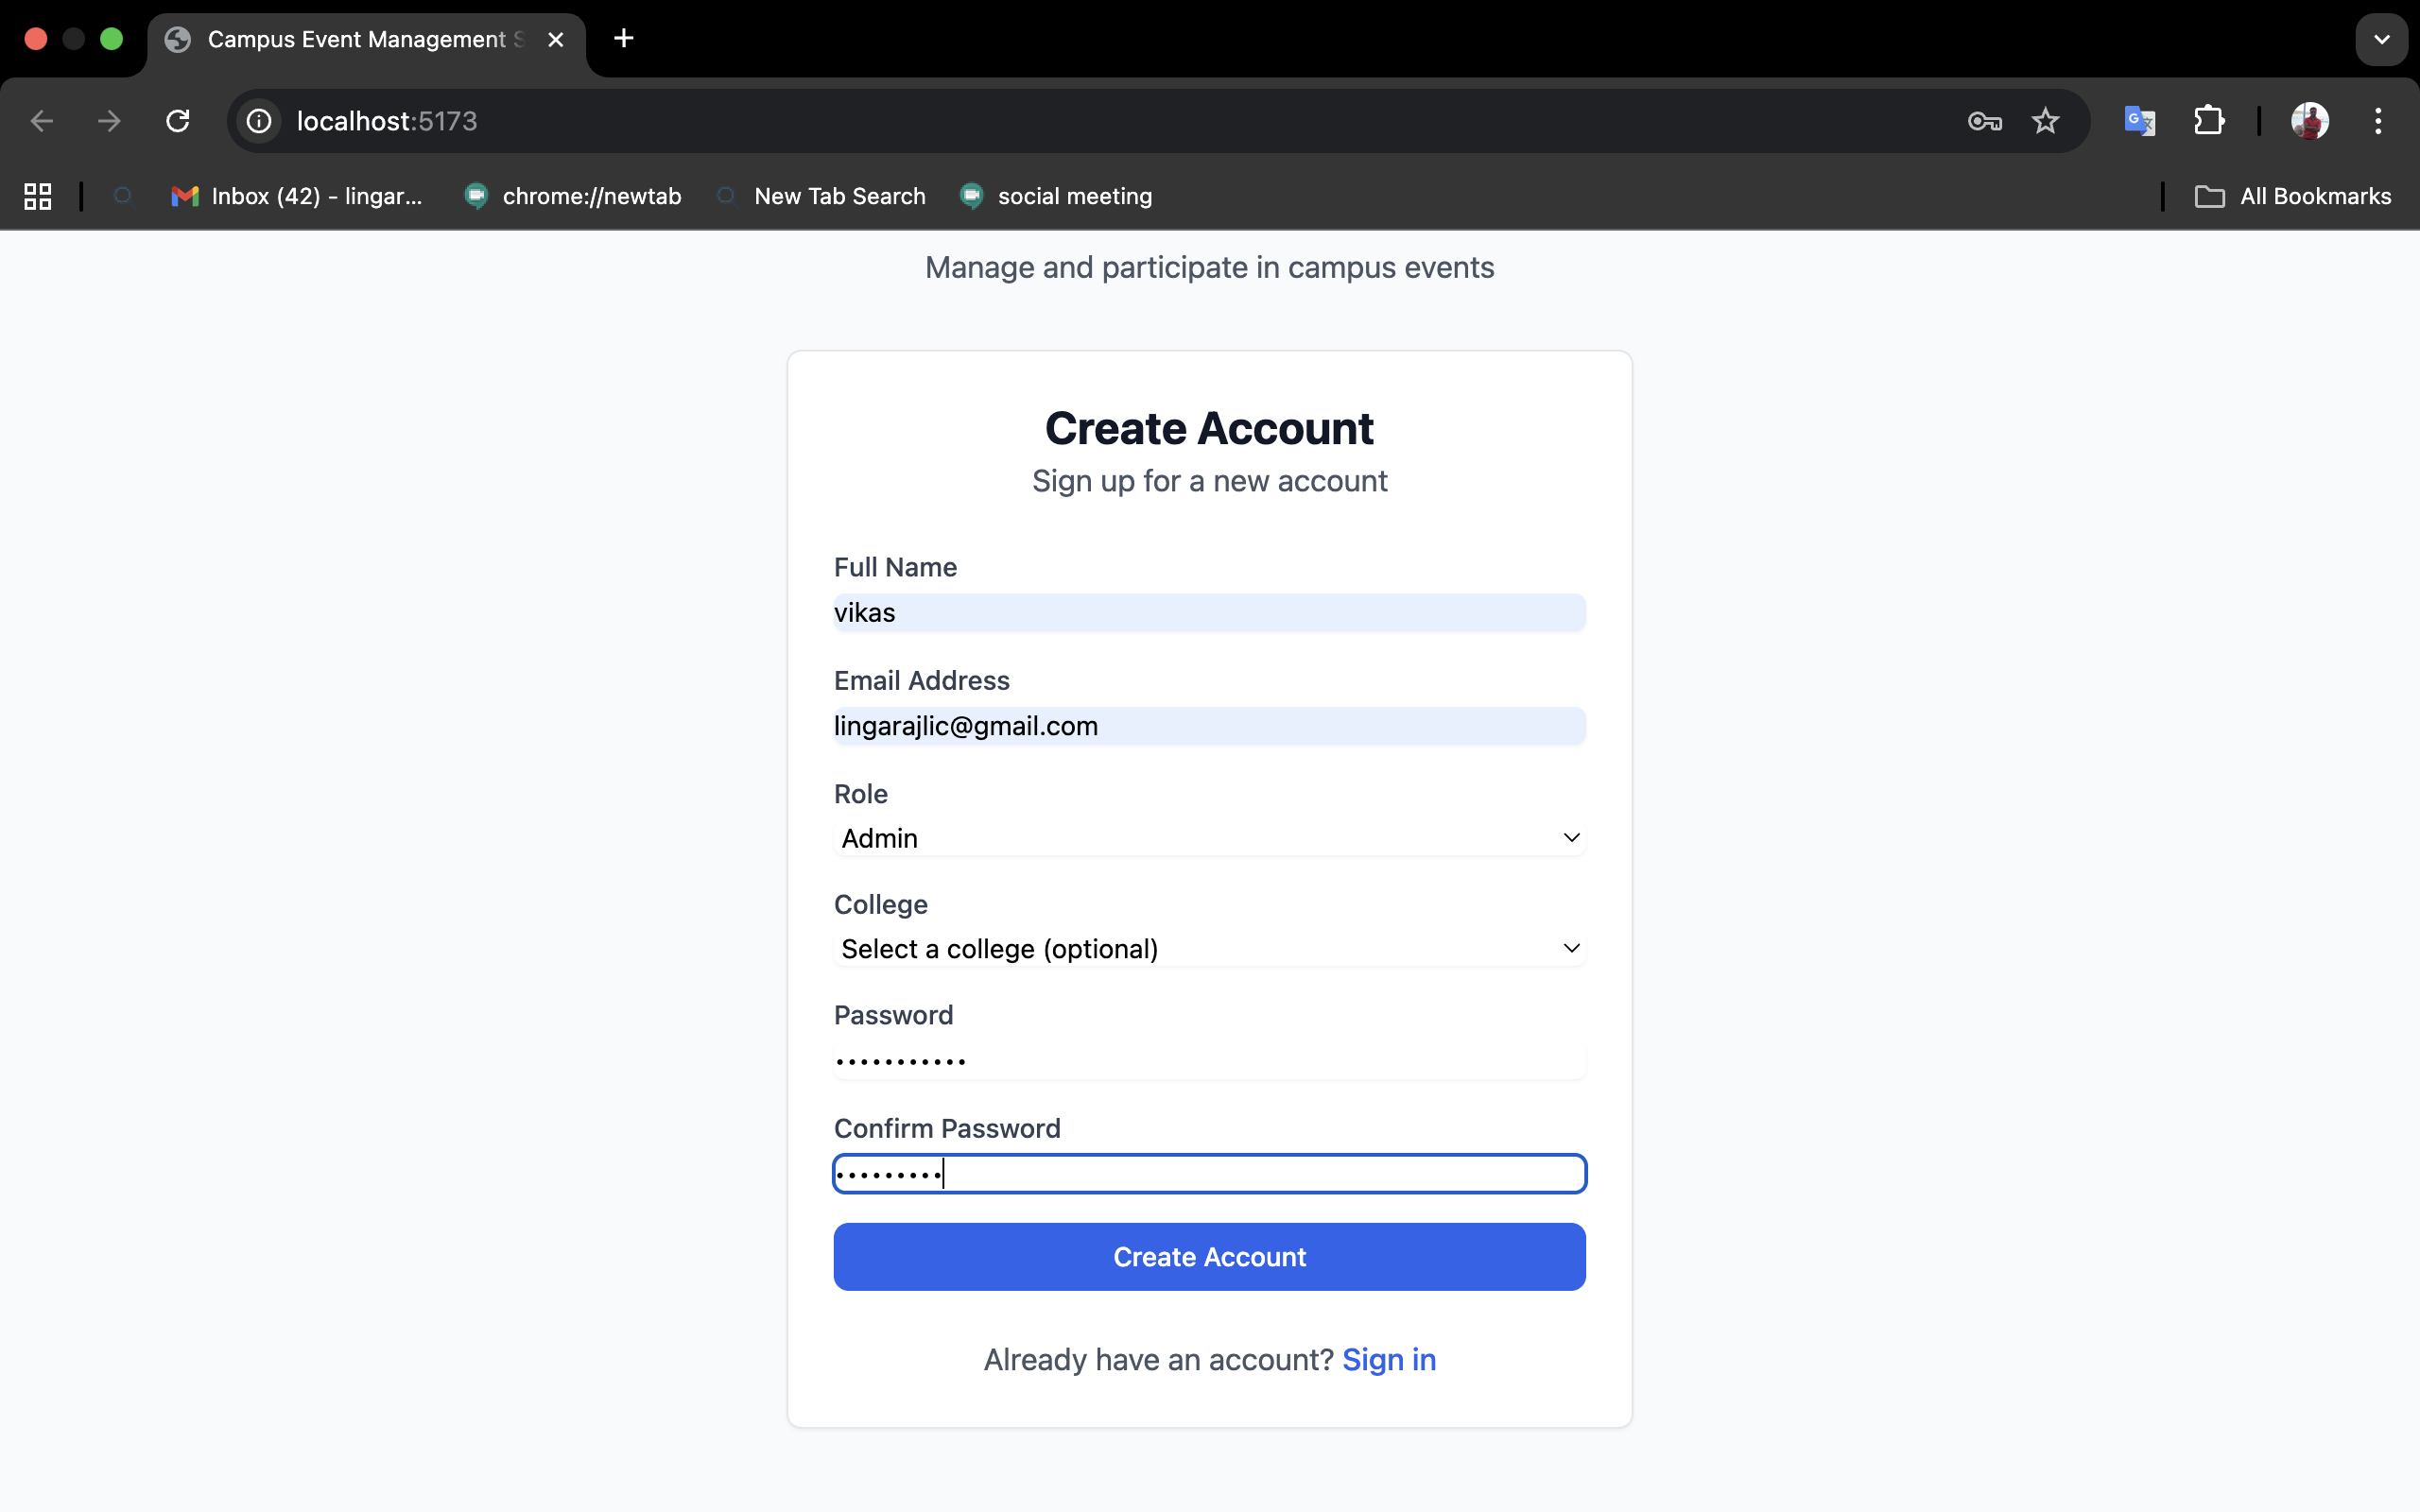 Campus Event Management S
localhost:5173
Inbox (42) - lingar...
chrome://newtab
New Tab Search
social meeting
All Bookmarks
Manage and participate in campus events
Create Account
Sign up for a new account
Full Name
vikas
Email Address
lingarajlic@gmail.com
Role
Admin
College
Select a college (optional)
Password
•••••••••••
Confirm Password
•••••••••
Create Account
Already have an account? Sign in